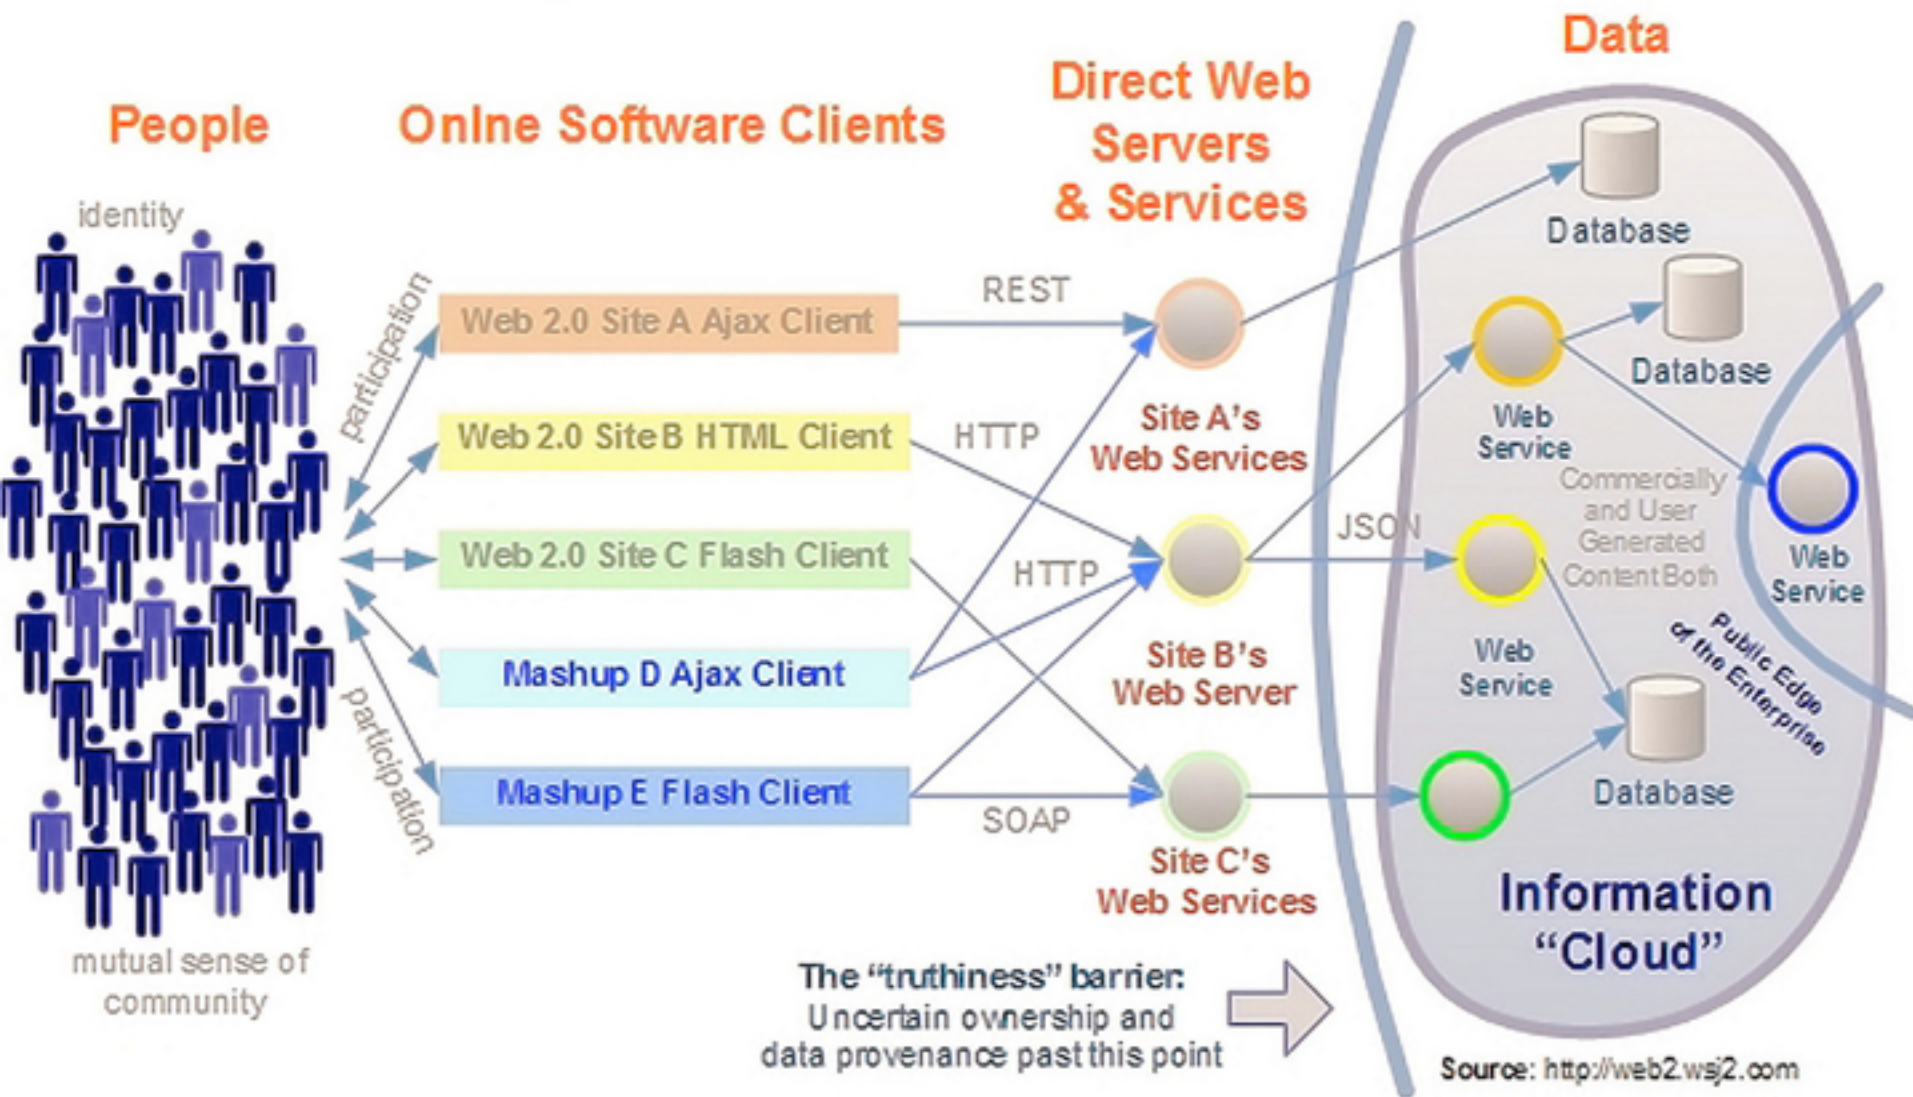 People
Onlne Software Clients
Direct Web
Servers
& Services
Data
identity
participation
participation
mutual sense of
community
Web 2.0 Site A Ajax Client
Web 2.0 Site B HTML Client
Web 2.0 Site C Flash Client
Mashup D Ajax Client
Mashup E Flash Client
REST
HTTP
HTTP
SOAP
JSON
Site A's
Web Services
Site B's
Web Server
Site C's
Web Services
The “truthiness” barrier:
Uncertain ownership and
data provenance past this point
Database
Database
Web
Service
Commercially
and User
Generated
Content Both
Web
Service
Web
Service
Public Edge
of the Enterprise
Database
Information
“Cloud”
Source: http://web2.wsj2.com